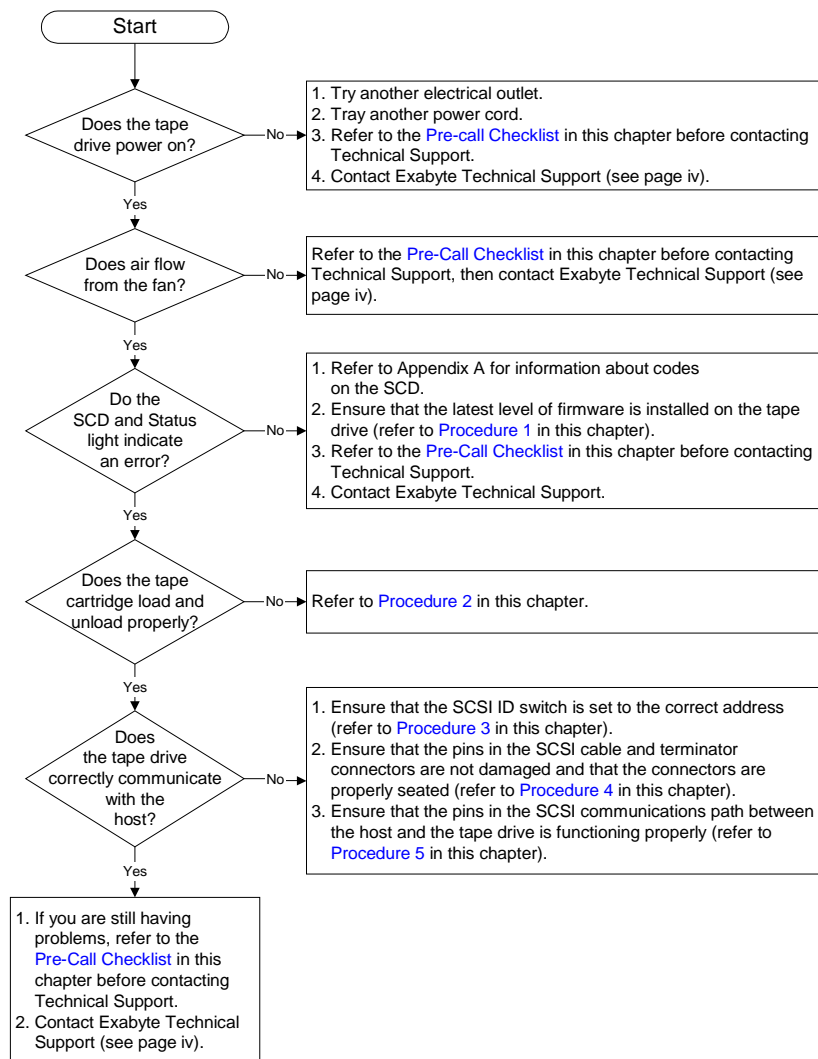 Start
Does the tape
drive power on?
No
1. Try another electrical outlet.
2. Tray another power cord.
3. Refer to the Pre-call Checklist in this chapter before contacting
Technical Support.
4. Contact Exabyte Technical Support (see page iv).
Yes
Does air flow
from the fan?
No
Refer to the Pre-Call Checklist in this chapter before contacting
Technical Support, then contact Exabyte Technical Support (see
page iv).
Yes
Do the
SCD and Status
light indicate
an error?
No
1. Refer to Appendix A for information about codes
on the SCD.
2. Ensure that the latest level of firmware is installed on the tape
drive (refer to Procedure 1 in this chapter).
3. Refer to the Pre-Call Checklist in this chapter before contacting
Technical Support.
4. Contact Exabyte Technical Support.
Yes
Does the tape
cartridge load and
unload properly?
No
Refer to Procedure 2 in this chapter.
Yes
Does
the tape drive
correctly communicate
with the
host?
No
1. Ensure that the SCSI ID switch is set to the correct address
(refer to Procedure 3 in this chapter).
2. Ensure that the pins in the SCSI cable and terminator
connectors are not damaged and that the connectors are
properly seated (refer to Procedure 4 in this chapter).
3. Ensure that the pins in the SCSI communications path between
the host and the tape drive is functioning properly (refer to
Procedure 5 in this chapter).
Yes
1. If you are still having
problems, refer to the
Pre-Call Checklist in this
chapter before contacting
Technical Support.
2. Contact Exabyte Technical
Support (see page iv).